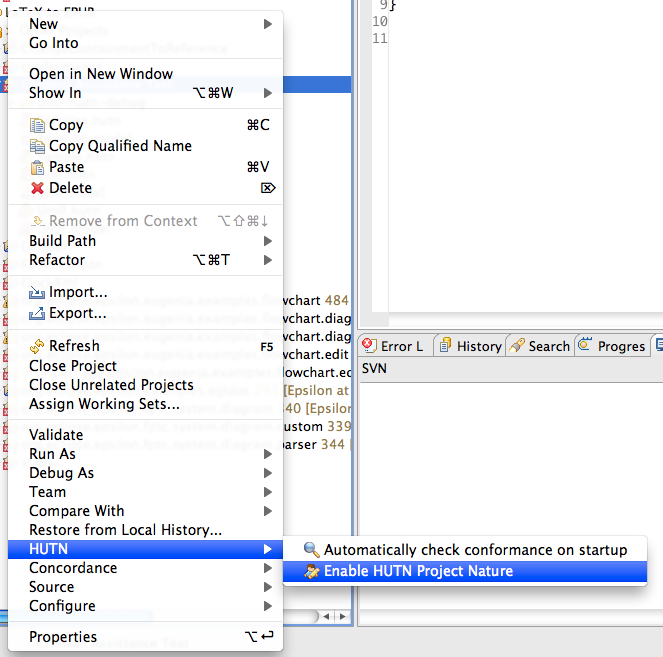 LaTeX to EPUB
New
Go Into
Open in New Window
Show In ⌥⌘W
Copy ⌘C
Copy Qualified Name
Paste ⌘V
Delete ⌦
Remove from Context ⌥⇧⌘↓
Build Path
Refactor ⌥⌘T
Import...
Export...
Refresh F5
Close Project
Close Unrelated Projects
Assign Working Sets...
Validate
Run As
Debug As
Team
Compare With
Restore from Local History...
HUTN
Concordance
Source
Configure
Properties ⌥↩
Automatically check conformance on startup
Enable HUTN Project Nature
wchart 484
wchart.diag
wchart.diag
wchart.edit
lowchart.ec
[Epsilon at
40 [Epsilon
custom 339
parser 344 [
9 }
10
11
Error L
History
Search
Progres
SVN